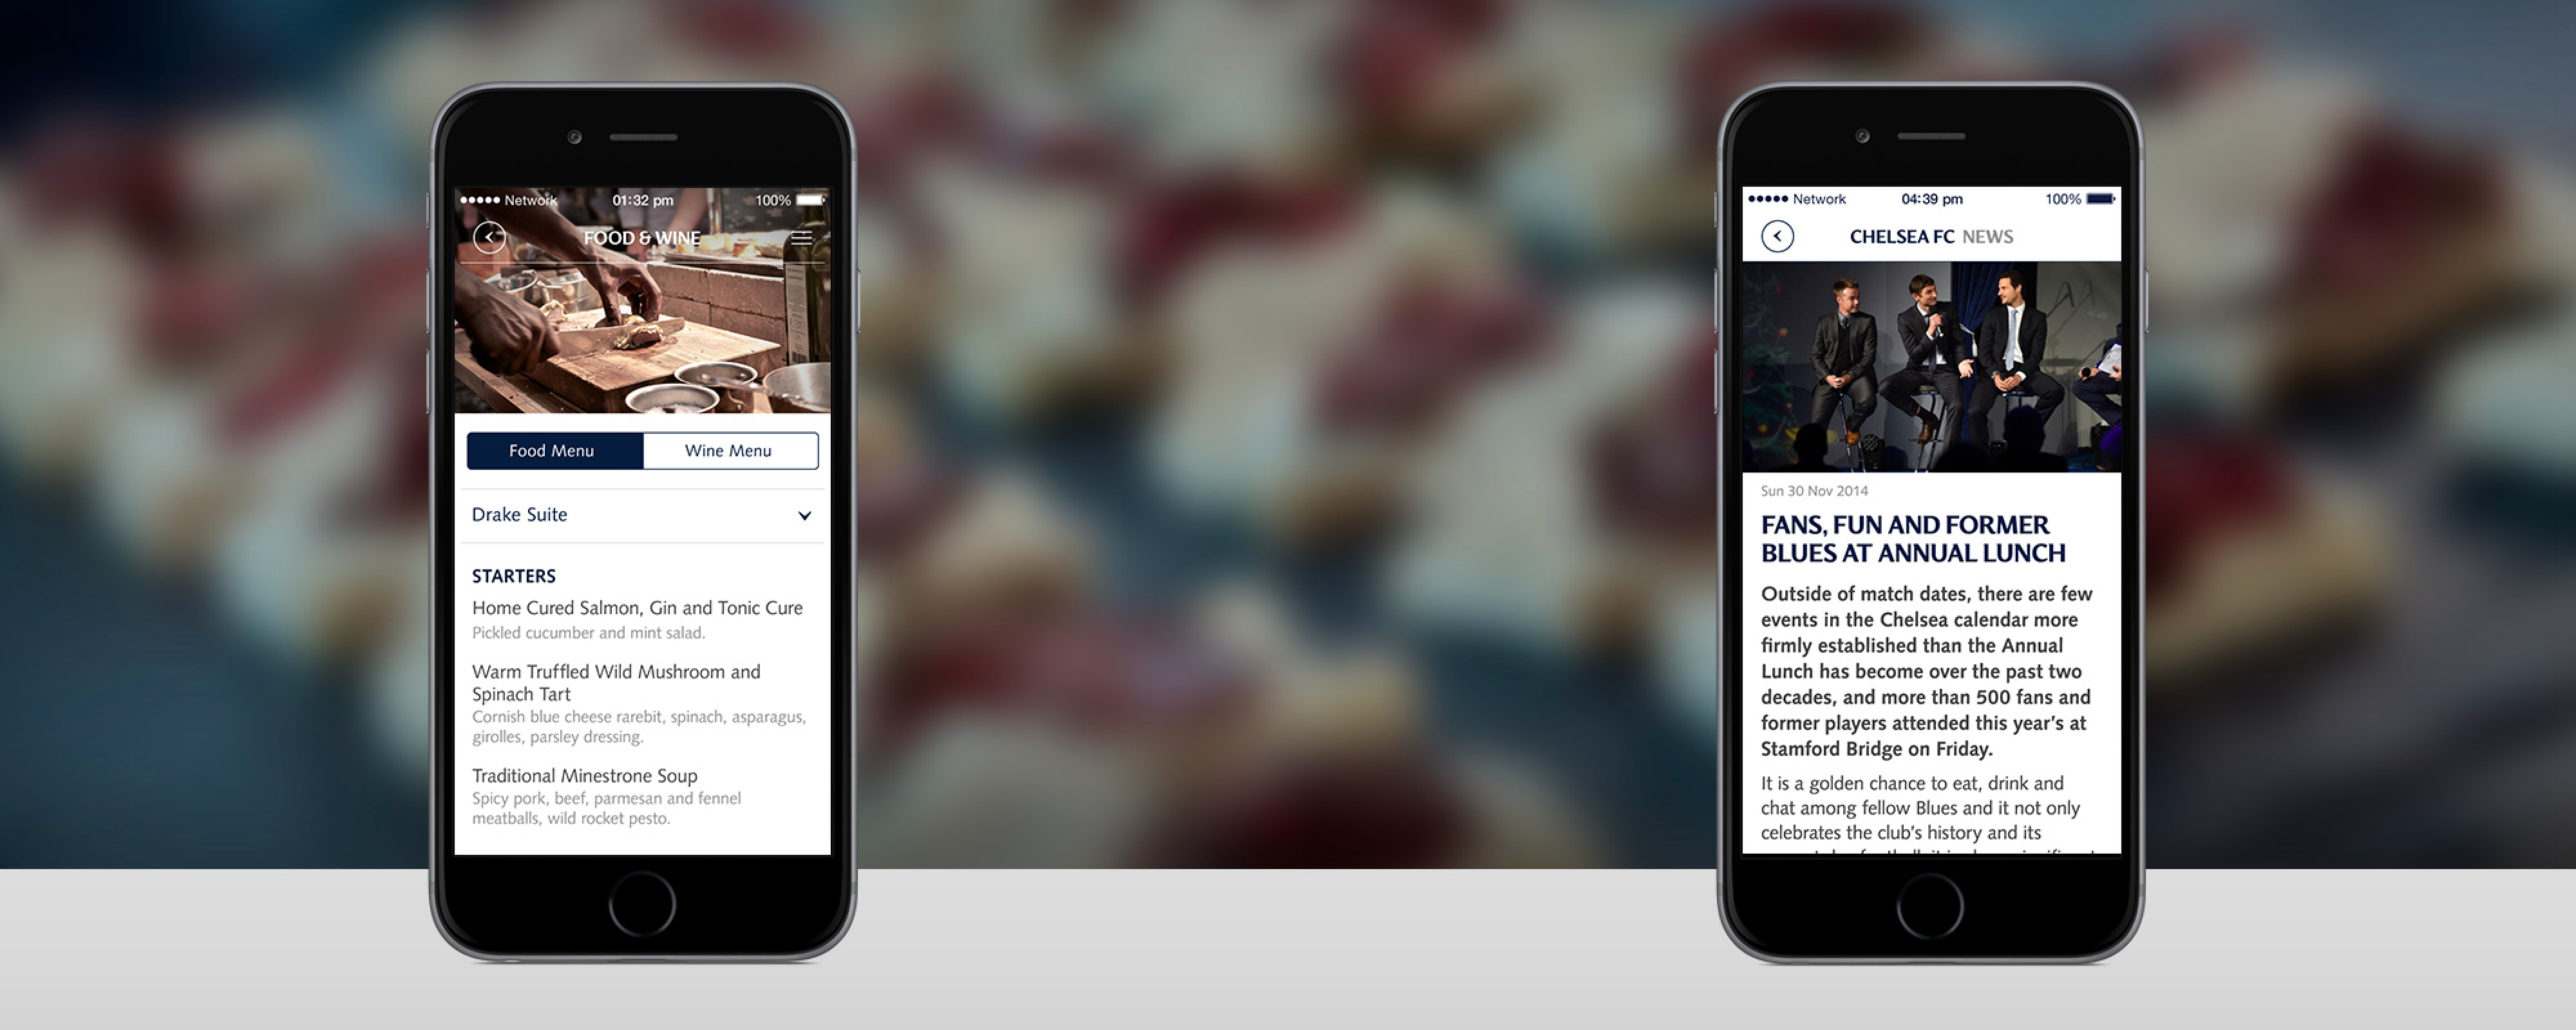 Network 01:32 pm 100%
FOOD & WINE
Food Menu Wine Menu
Drake Suite
STARTERS
Home Cured Salmon, Gin and Tonic Cure
Pickled cucumber and mint salad.
Warm Truffled Wild Mushroom and
Spinach Tart
Cornish blue cheese rarebit, spinach, asparagus,
girolles, parsley dressing.
Traditional Minestrone Soup
Spicy pork, beef, parmesan and fennel
meatballs, wild rocket pesto.
Network 04:39 pm 100%
CHELSEA FC NEWS
Sun 30 Nov 2014
FANS, FUN AND FORMER
BLUES AT ANNUAL LUNCH
Outside of match dates, there are few
events in the Chelsea calendar more
firmly established than the Annual
Lunch has become over the past two
decades, and more than 500 fans and
former players attended this year's at
Stamford Bridge on Friday.
It is a golden chance to eat, drink and
chat among fellow Blues and it not only
celebrates the club's history and its